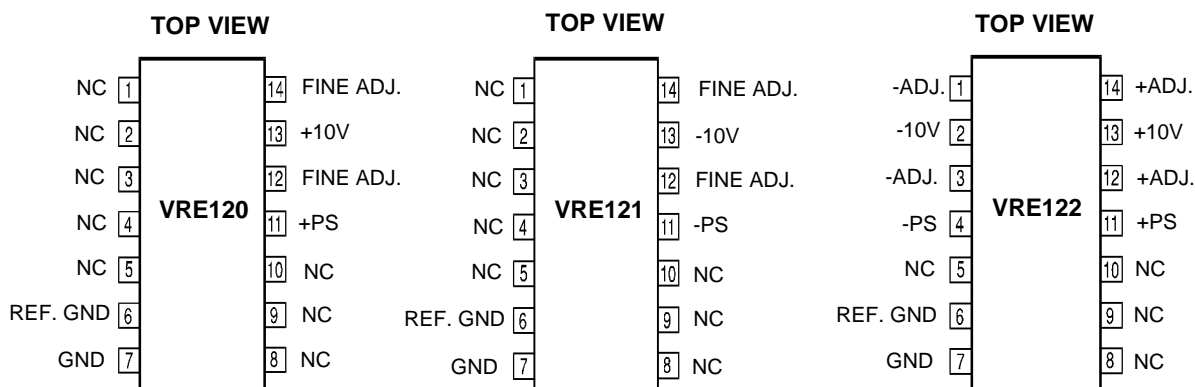 TOP VIEW
NC 1 14 FINE ADJ.
NC 2 13 +10V
NC 3 12 FINE ADJ.
VRE120
NC 4 11 +PS
NC 5 10 NC
REF. GND 6 9 NC
GND 7 8 NC
TOP VIEW
NC 1 14 FINE ADJ.
NC 2 13 -10V
NC 3 12 FINE ADJ.
VRE121
NC 4 11 -PS
NC 5 10 NC
REF. GND 6 9 NC
GND 7 8 NC
TOP VIEW
-ADJ. 1 14 +ADJ.
-10V 2 13 +10V
-ADJ. 3 12 +ADJ.
VRE122
-PS 4 11 +PS
NC 5 10 NC
REF. GND 6 9 NC
GND 7 8 NC